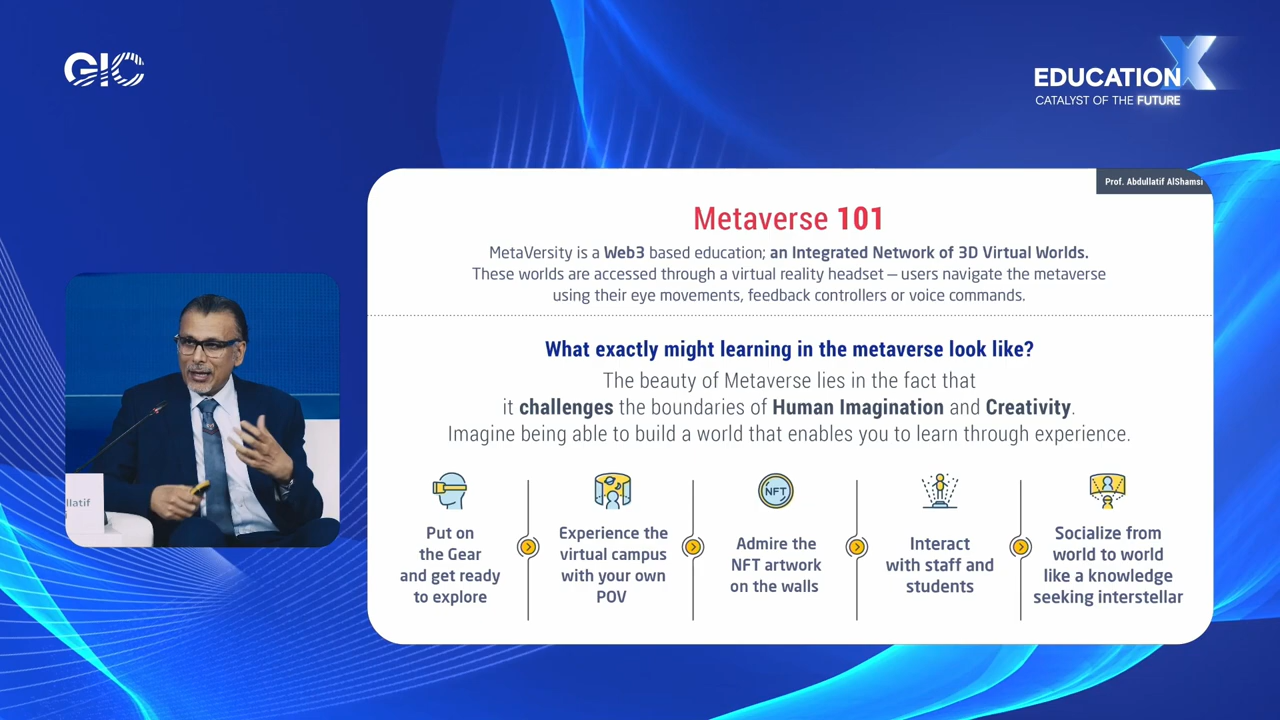 GIC
EDUCATIONX
CATALYST OF THE FUTURE
Prof. Abdullatif AlShamsi
Metaverse 101
MetaVersity is a Web3 based education; an Integrated Network of 3D Virtual Worlds.
These worlds are accessed through a virtual reality headset – users navigate the metaverse
using their eye movements, feedback controllers or voice commands.
What exactly might learning in the metaverse look like?
The beauty of Metaverse lies in the fact that
it challenges the boundaries of Human Imagination and Creativity.
Imagine being able to build a world that enables you to learn through experience.
Put on
the Gear
and get ready
to explore
Experience the
virtual campus
with your own
POV
NFT
Admire the
NFT artwork
on the walls
Interact
with staff and
students
Socialize from
world to world
like a knowledge
seeking interstellar
llatif